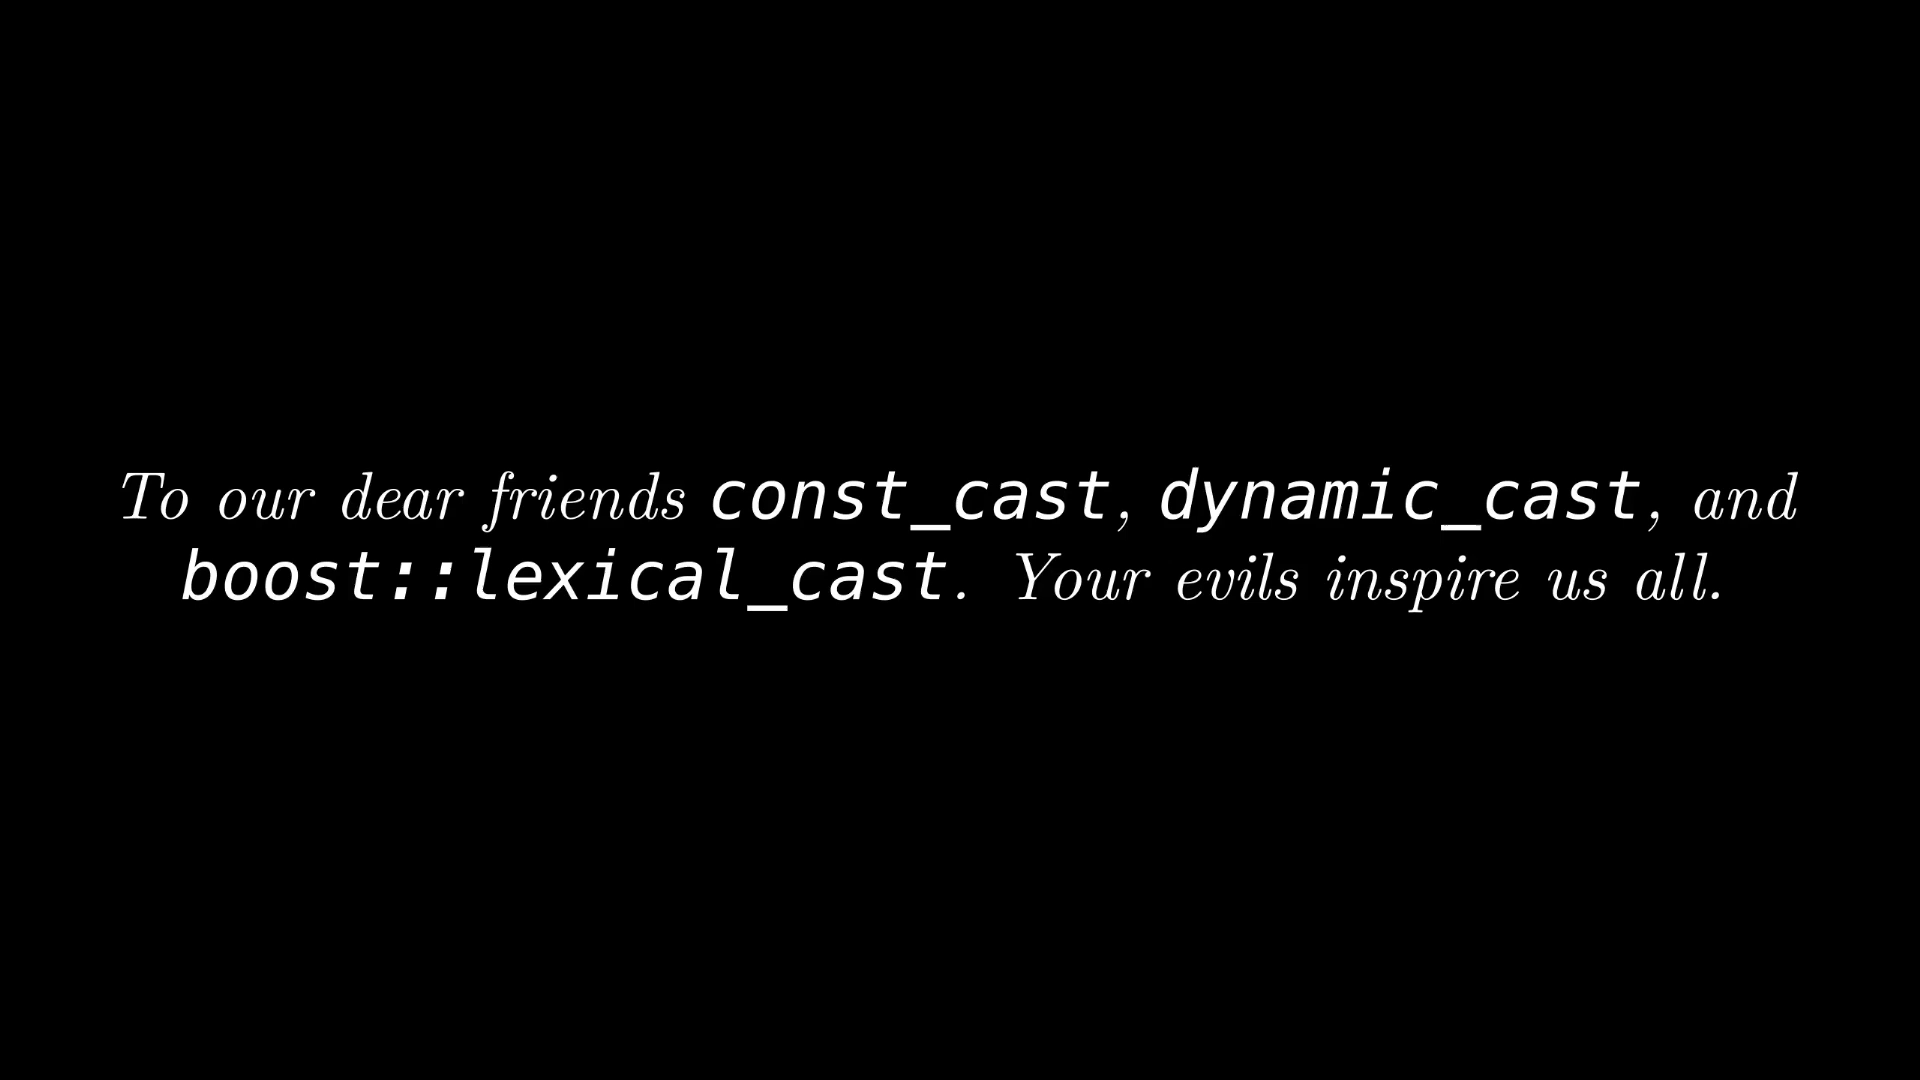 To our dear friends const_cast, dynamic_cast, and
boost::lexical_cast. Your evils inspire us all.